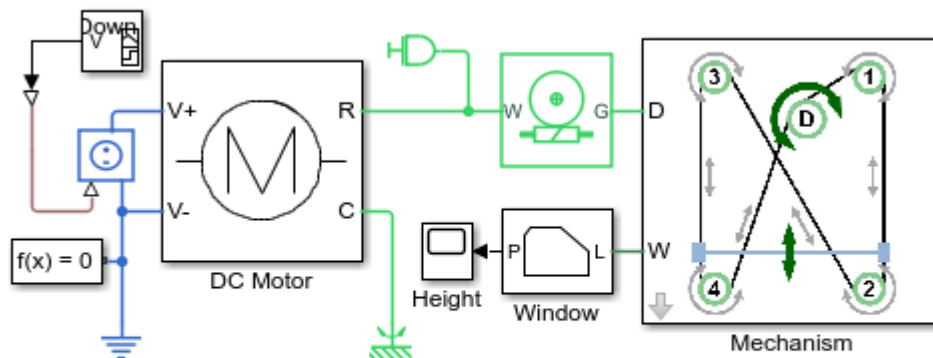 Down
V
V+
V-
f(x) = 0
R
C
DC Motor
W
G
D
W
P
L
Height
Window
3
1
D
4
2
Mechanism